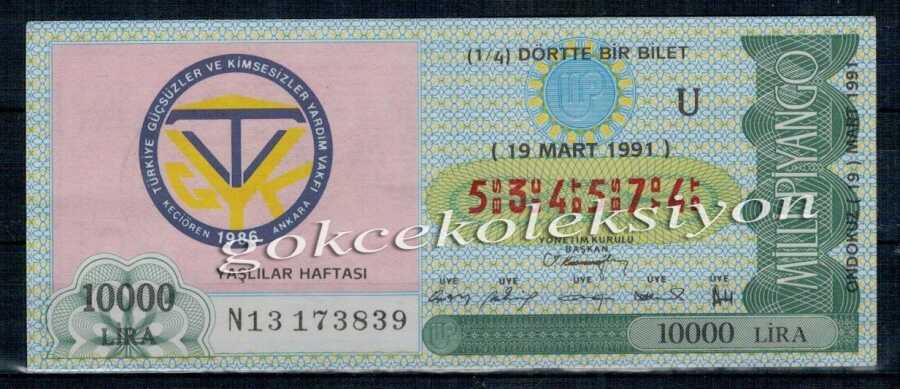 TÜRKİYE GÜÇSÜZLER VE KİMSESİZLER YARDIM VAKFI
KEÇİÖREN 1986 ANKARA
YAŞLILAR HAFTASI
10000
LİRA
N13 173839
(1/4) DÖRTTE BİR BİLET
U
( 19 MART 1991 )
534574
YÖNETİM KURULU
BAŞKAN
ÜYE ÜYE ÜYE ÜYE ÜYE
10000 LİRA
MİLLİ PİYANGO
ONDOKUZ ( 19 ) MART 1991
gokcekoleksiyon